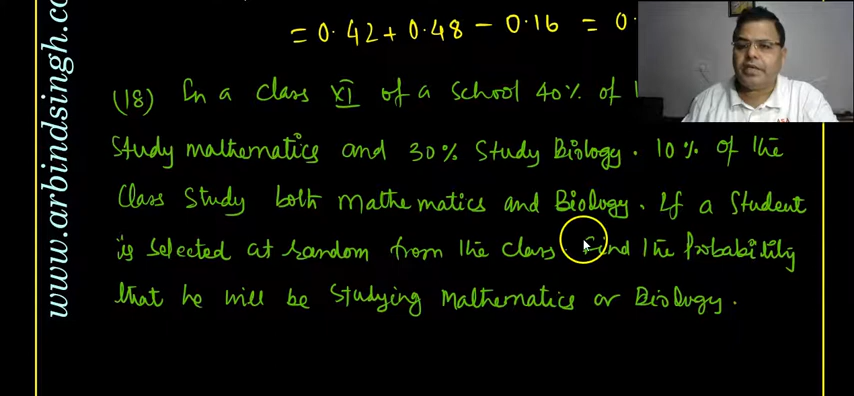 = 0.42 + 0.48 - 0.16 = 0.
(18) In a class XI of a School 40% of
Study mathematics and 30% Study Biology. 10% of the
Class Study both Mathematics and Biology. If a Student
is selected at random from the class Find the Probability
that he will be Studying Mathematics or Biology.
www.arbindsingh.com